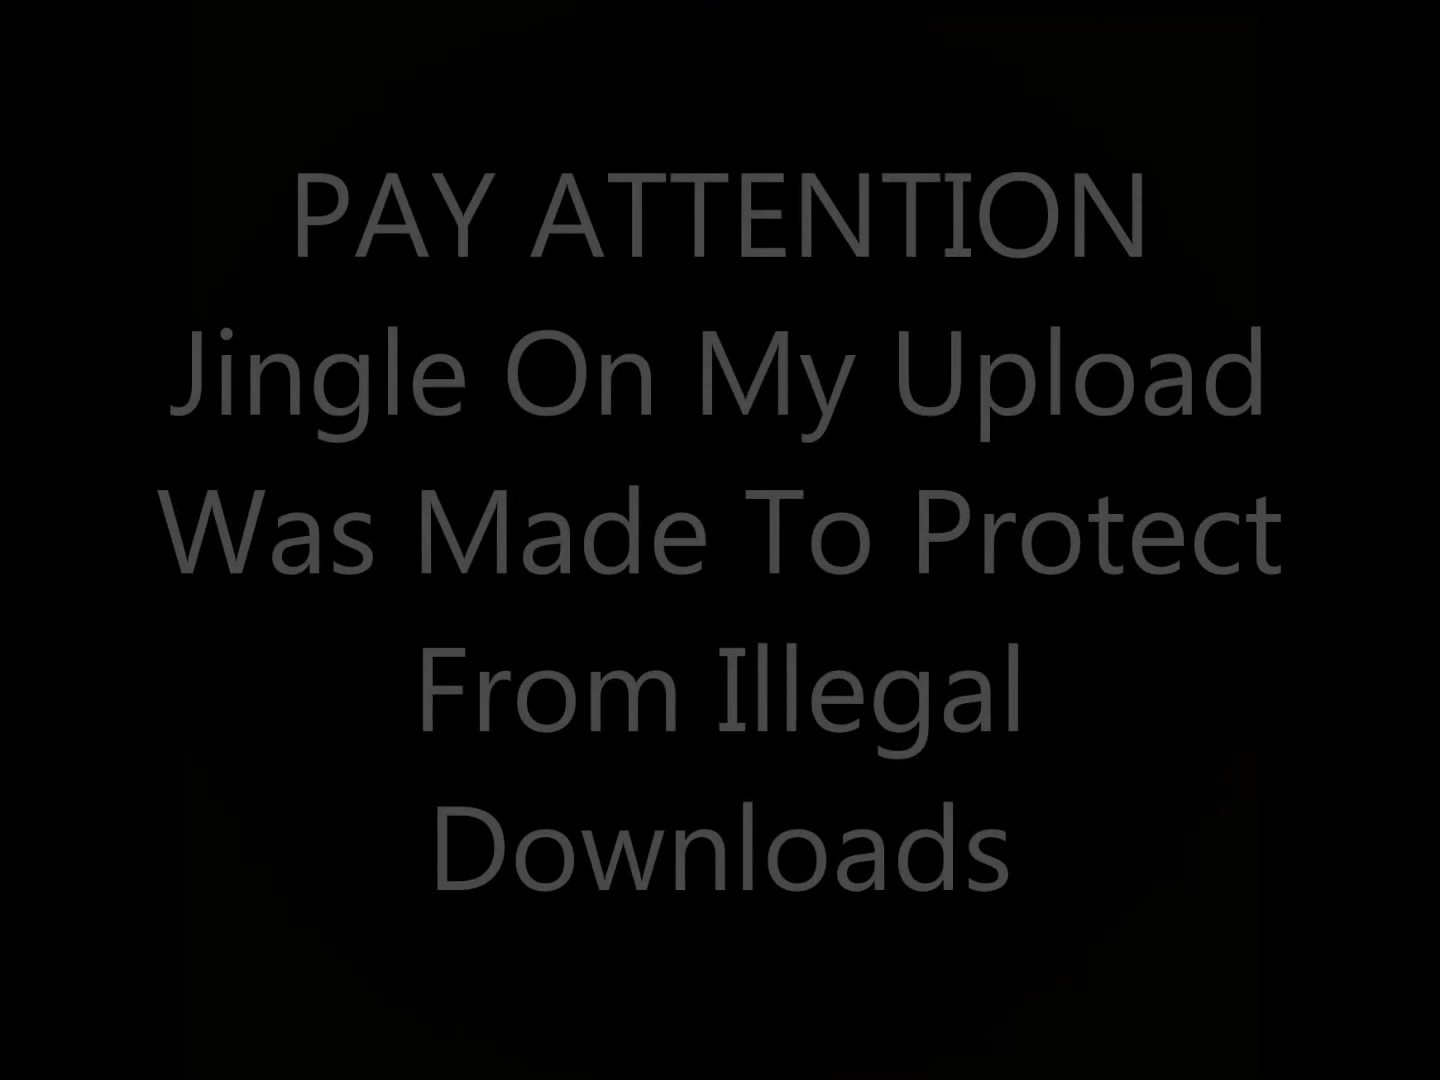 PAY ATTENTION
Jingle On My Upload
Was Made To Protect
From Illegal
Downloads